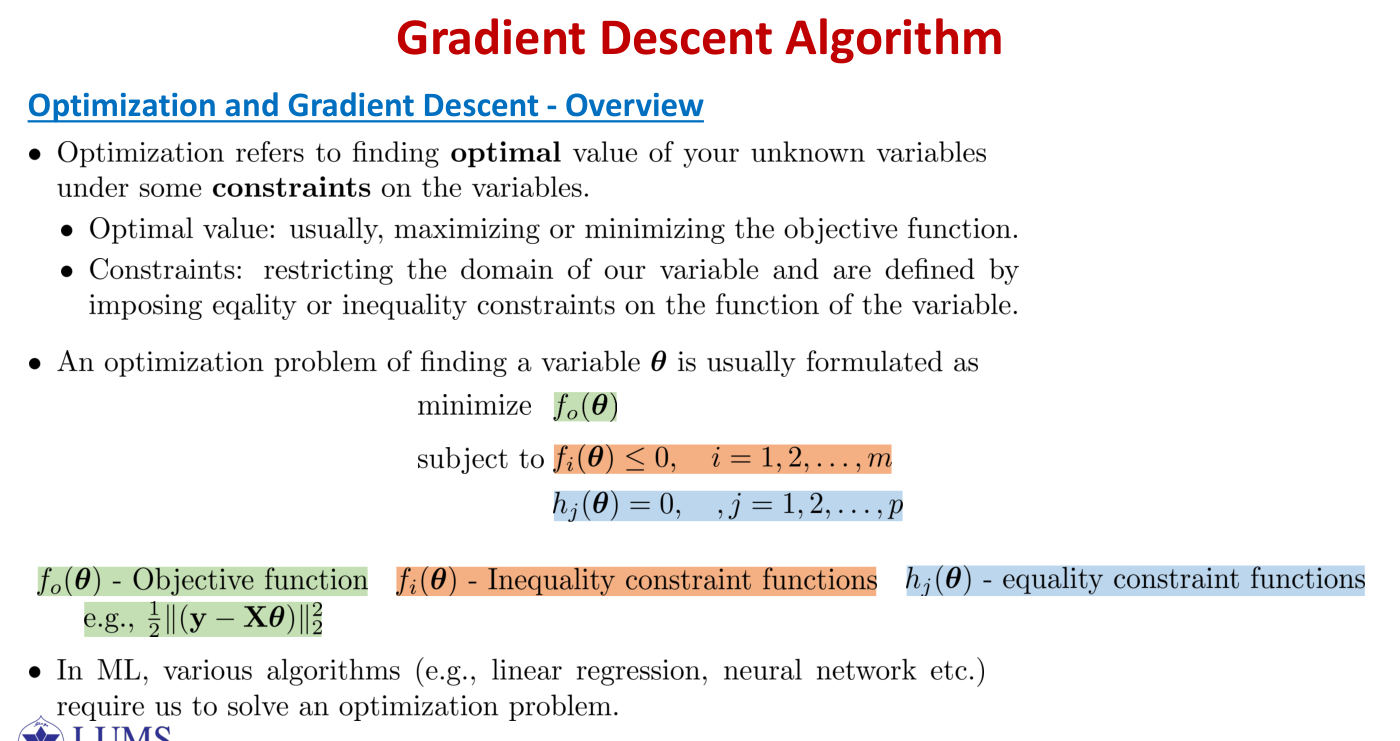 Gradient Descent Algorithm
Optimization and Gradient Descent - Overview
• Optimization refers to finding optimal value of your unknown variables
under some constraints on the variables.
• Optimal value: usually, maximizing or minimizing the objective function.
• Constraints: restricting the domain of our variable and are defined by
imposing eqality or inequality constraints on the function of the variable.
• An optimization problem of finding a variable θ is usually formulated as
minimize f_o(θ)
subject to f_i(θ) ≤ 0, i = 1, 2, . . . , m
h_j(θ) = 0, , j = 1, 2, . . . , p
f_o(θ) - Objective function f_i(θ) - Inequality constraint functions h_j(θ) - equality constraint functions
e.g., ½‖(y − Xθ)‖₂²
• In ML, various algorithms (e.g., linear regression, neural network etc.)
require us to solve an optimization problem.
LUMS